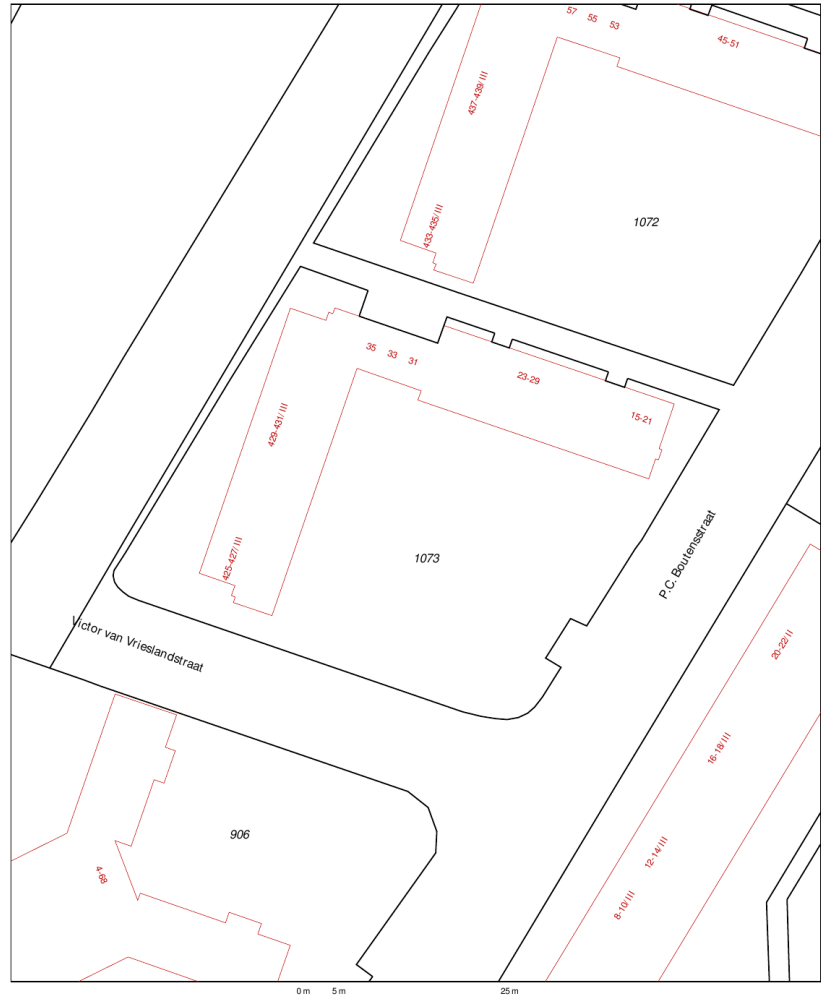 57
55
53
45-51
437-439/III
433-435/III
1072
35
33
31
23-29
15-21
429-431/III
425-427/III
1073
P.C. Boutensstraat
Victor van Vrieslandstraat
20-22/II
16-18/III
906
4-68
12-14/III
8-10/III
0 m 5 m 25 m